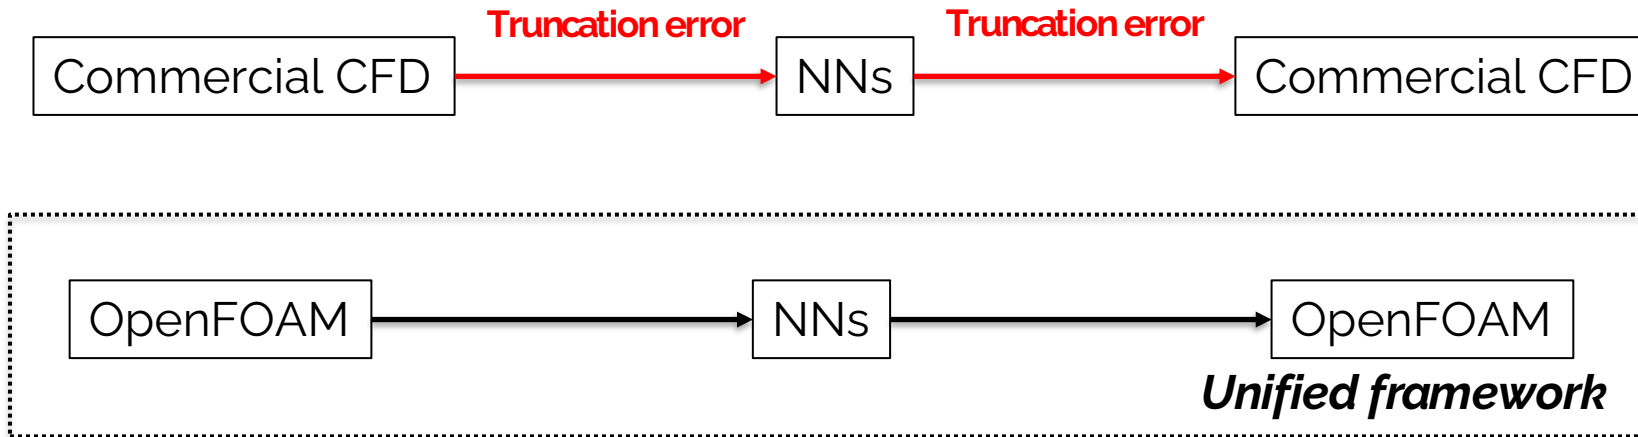 Truncation error Truncation error
Commercial CFD NNs Commercial CFD
OpenFOAM NNs OpenFOAM
Unified framework